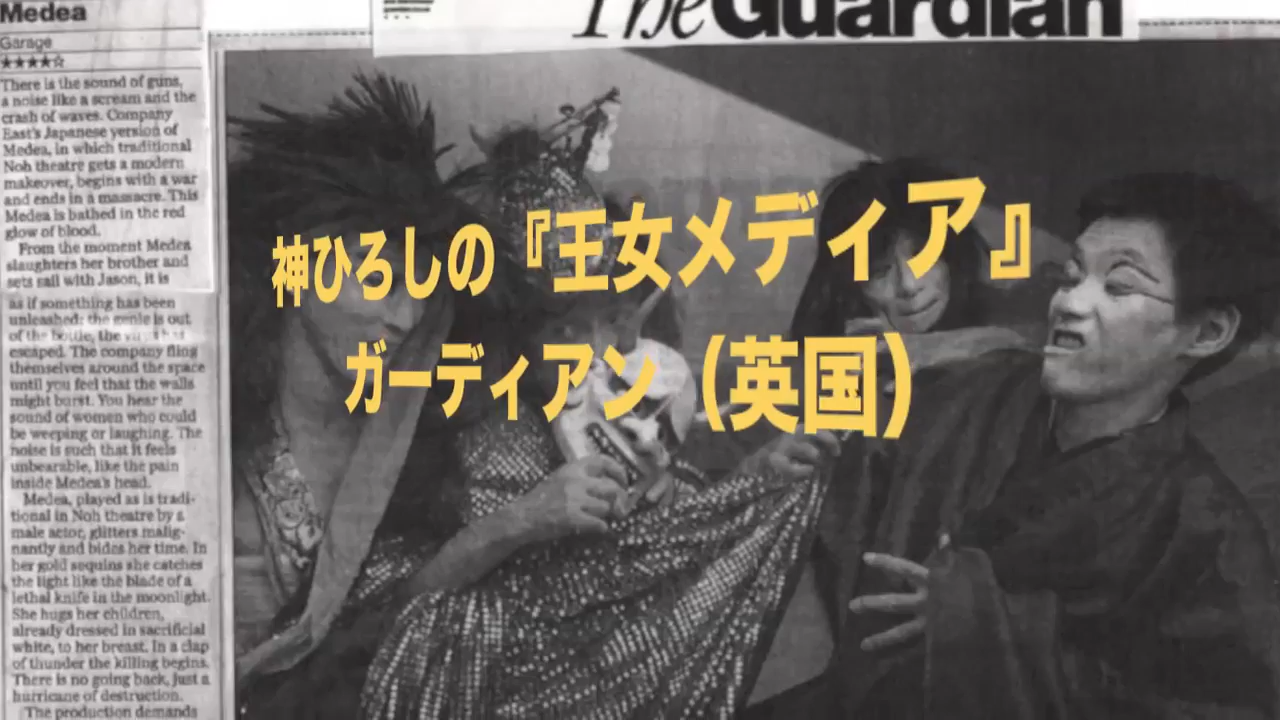 Medea
The Guardian
Garage
★★★★☆
There is the sound of guns,
a noise like a scream and the
crash of waves. Company
East's Japanese version of
Medea, in which traditional
Noh theatre gets a modern
makeover, begins with a war
and ends in a massacre. This
Medea is bathed in the red
glow of blood.
From the moment Medea
slaughters her brother and
sets sail with Jason, it is
as if something has been
unleashed: the genie is out
of the bottle, the
escaped. The company fling
themselves around the space
until you feel that the walls
might burst. You hear the
sound of women who could
be weeping or laughing. The
noise is such that it feels
unbearable, like the pain
inside Medea's head.
Medea, played as is tradi-
tional in Noh theatre by a
male actor, glitters malig-
nantly and bides her time. In
her gold sequins she catches
the light like the blade of a
lethal knife in the moonlight.
She hugs her children,
already dressed in sacrificial
white, to her breast. In a clap
of thunder the killing begins.
There is no going back, just a
hurricane of destruction.
The production demands
神ひろしの『王女メディア』
ガーディアン（英国）